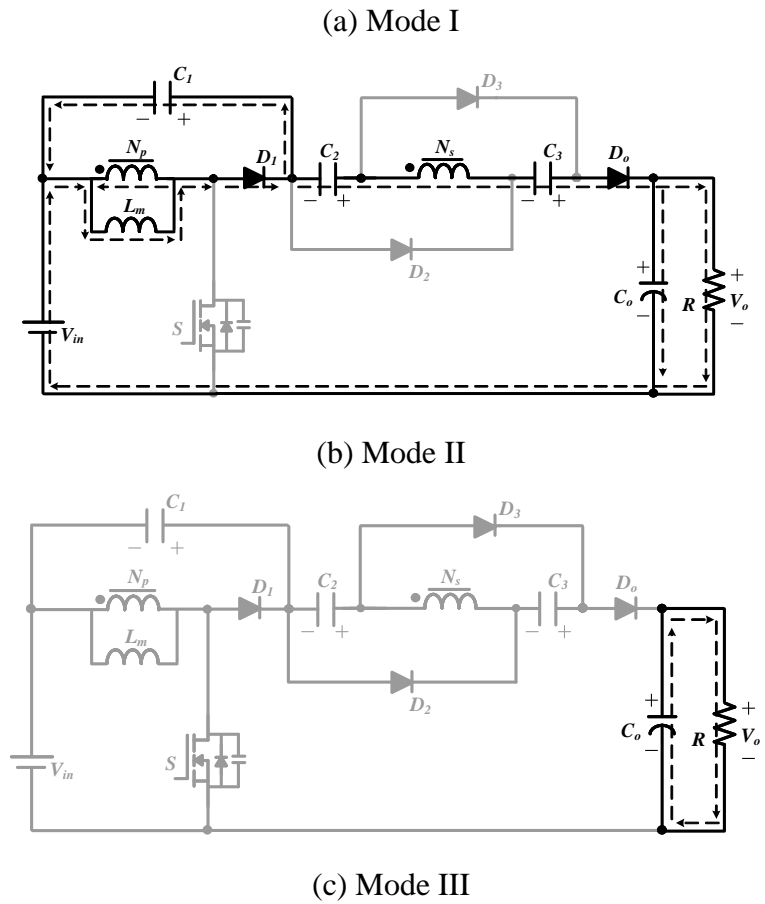 (a) Mode I
C1
− +
D3
Np
D1
C2
Ns
C3
Do
− +
− +
Lm
D2
S
Vin
+
Co
−
R
+
Vo
−
(b) Mode II
C1
− +
D3
Np
D1
C2
Ns
C3
Do
− +
− +
Lm
D2
S
Vin
+
Co
−
R
+
Vo
−
(c) Mode III